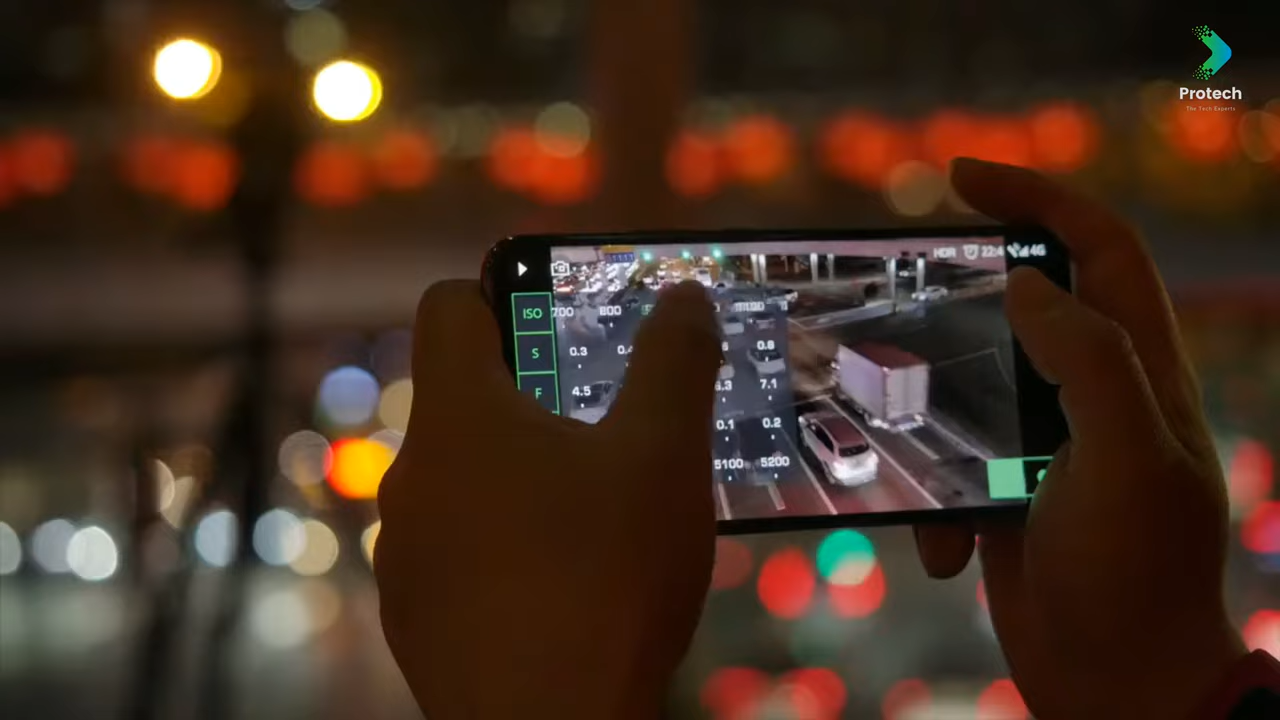 Protech
The Tech Experts
HDR 22:4 4G
ISO 700 800
S 0.3 0.8
F 4.5 7.1
0.1 0.2
5100 5200